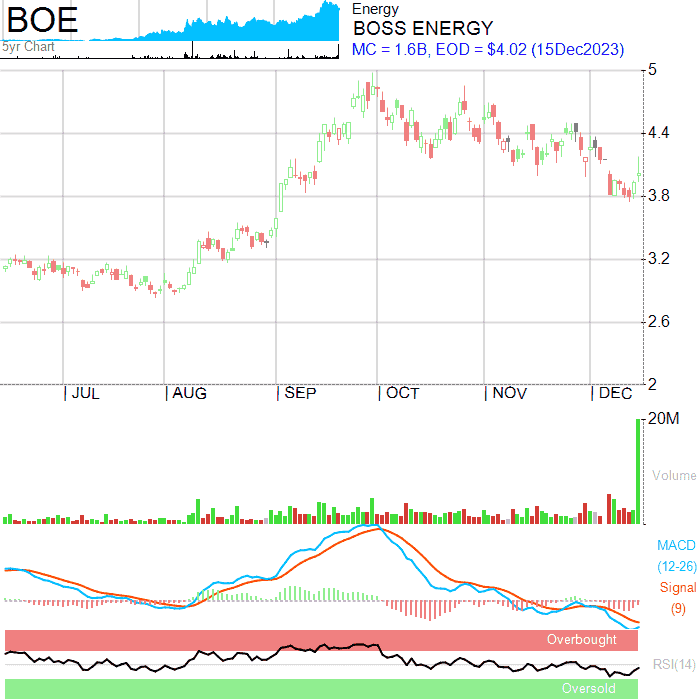 BOE
5yr Chart
Energy
BOSS ENERGY
MC = 1.6B, EOD = $4.02 (15Dec2023)
5
4.4
3.8
3.2
2.6
2
JUL
AUG
SEP
OCT
NOV
DEC
20M
Volume
MACD
(12-26)
Signal
(9)
Overbought
RSI(14)
Oversold